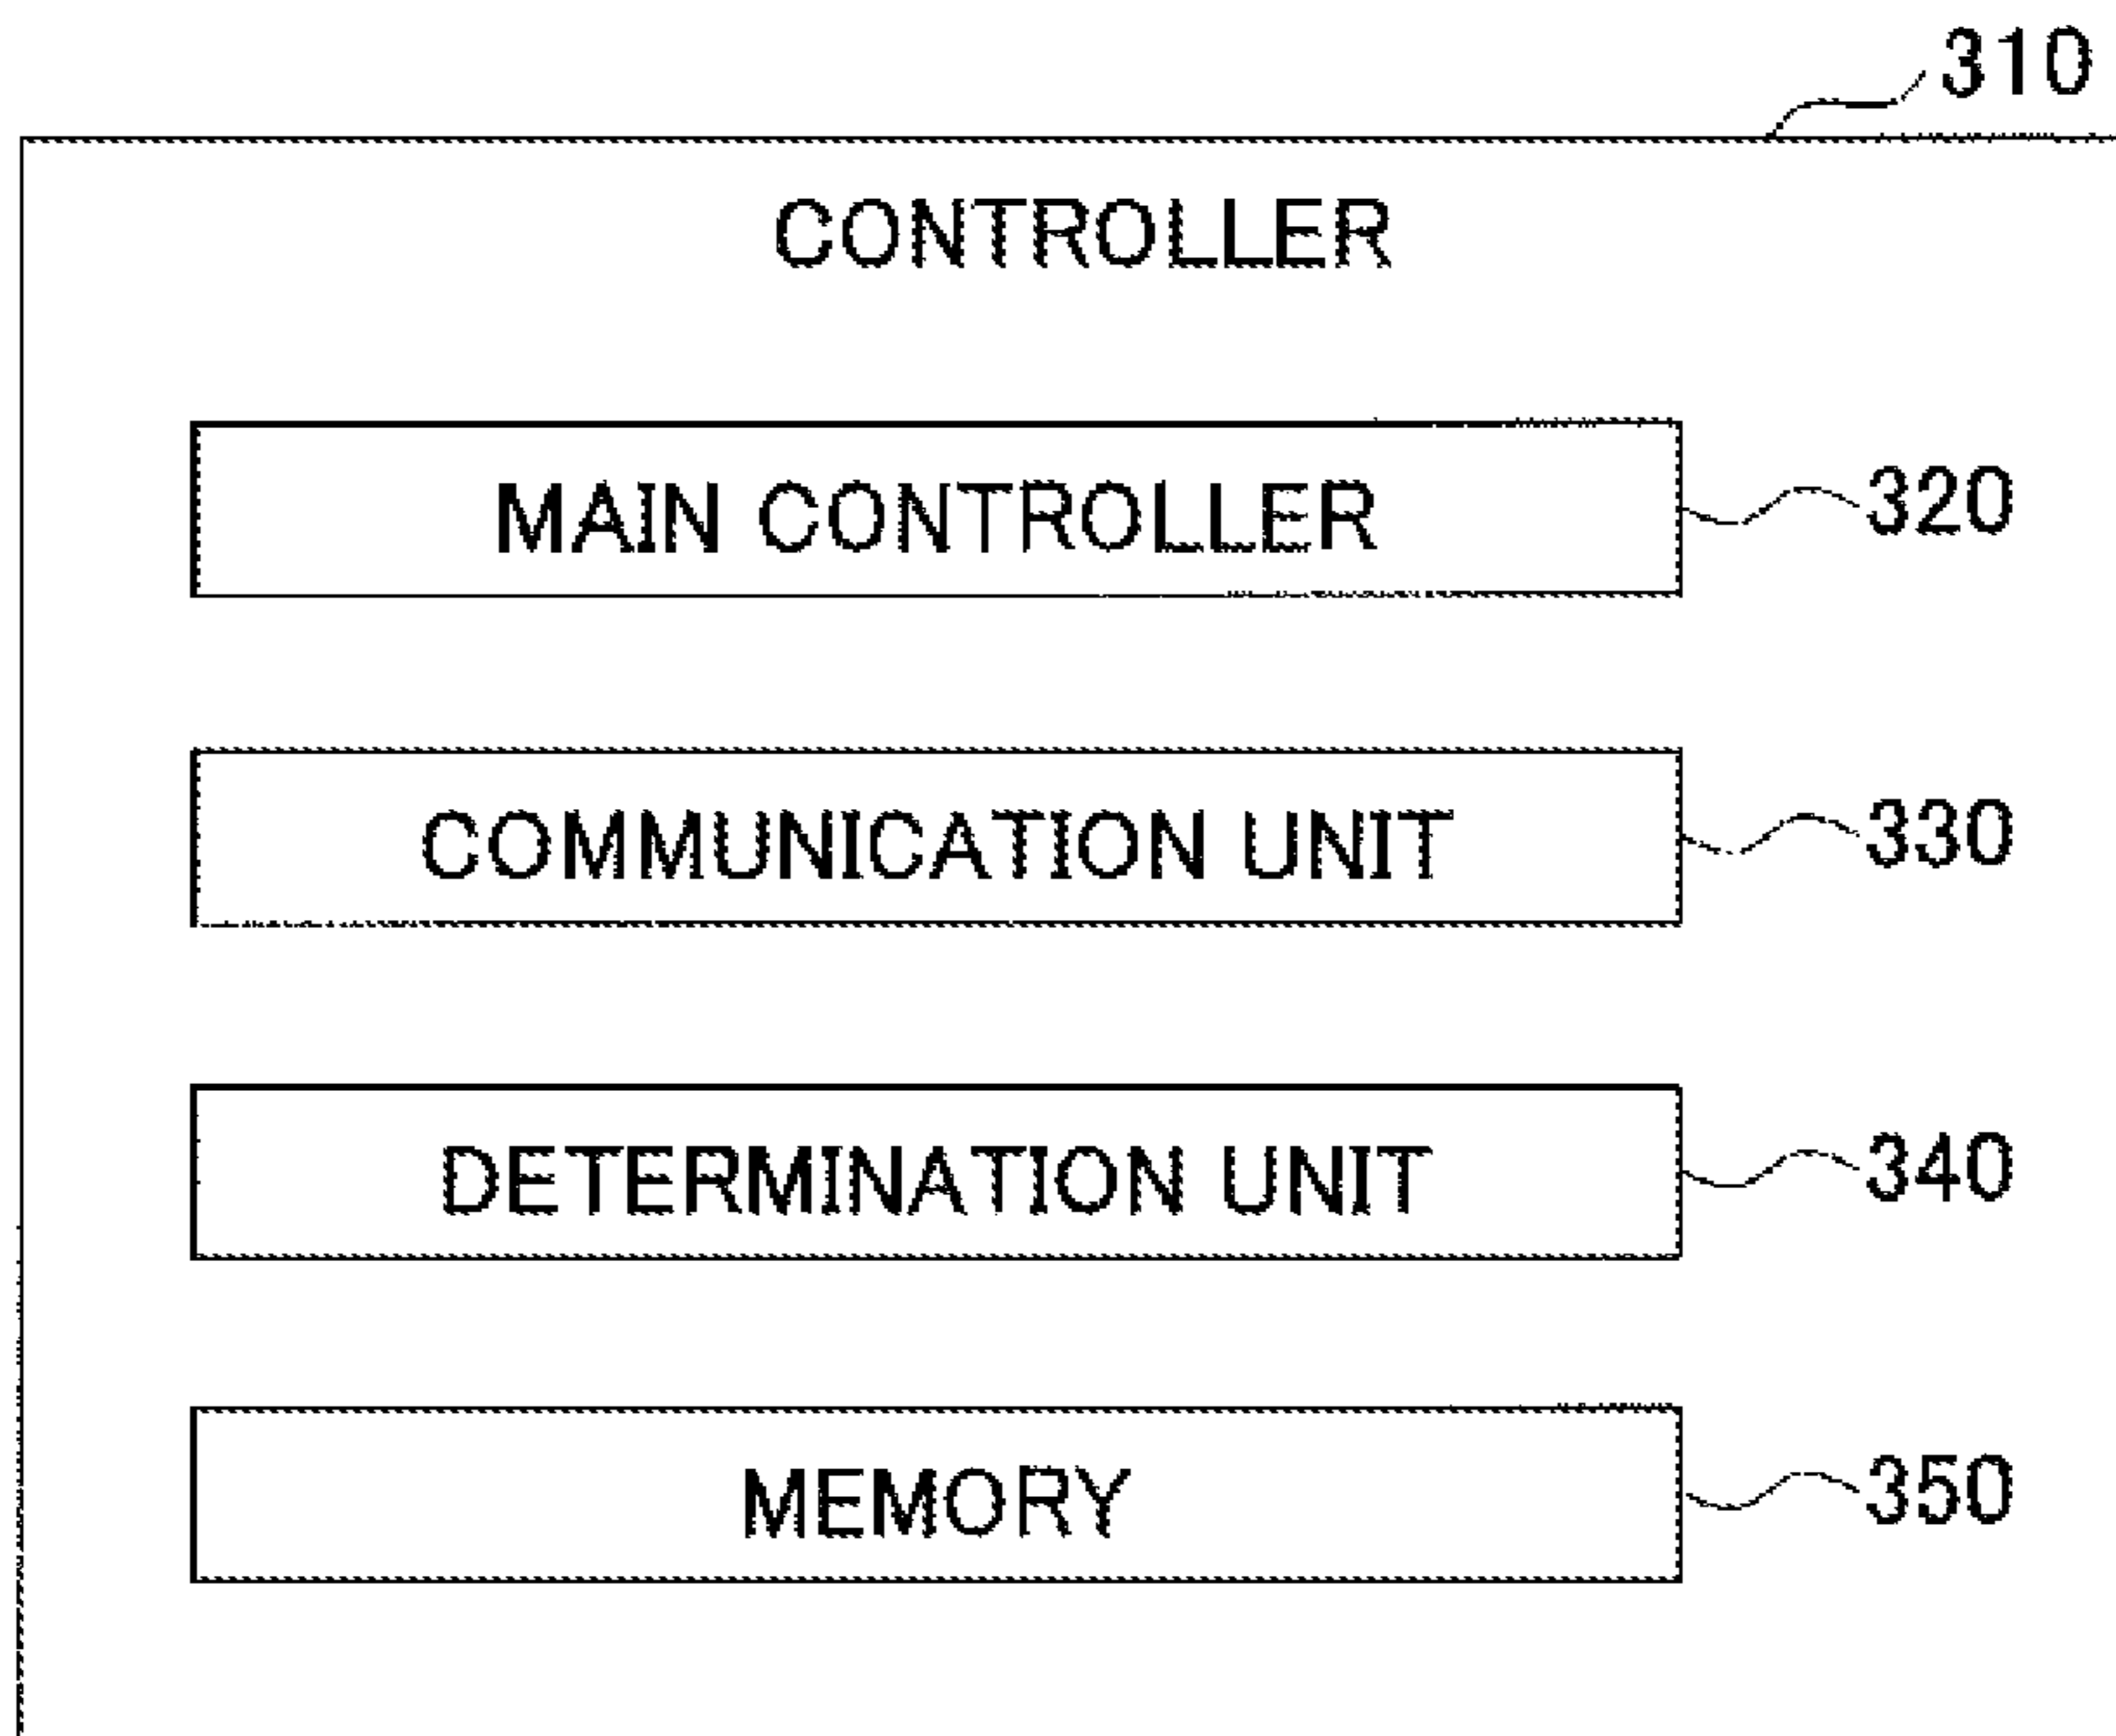 310
CONTROLLER
MAIN CONTROLLER 320
COMMUNICATION UNIT 330
DETERMINATION UNIT 340
MEMORY 350